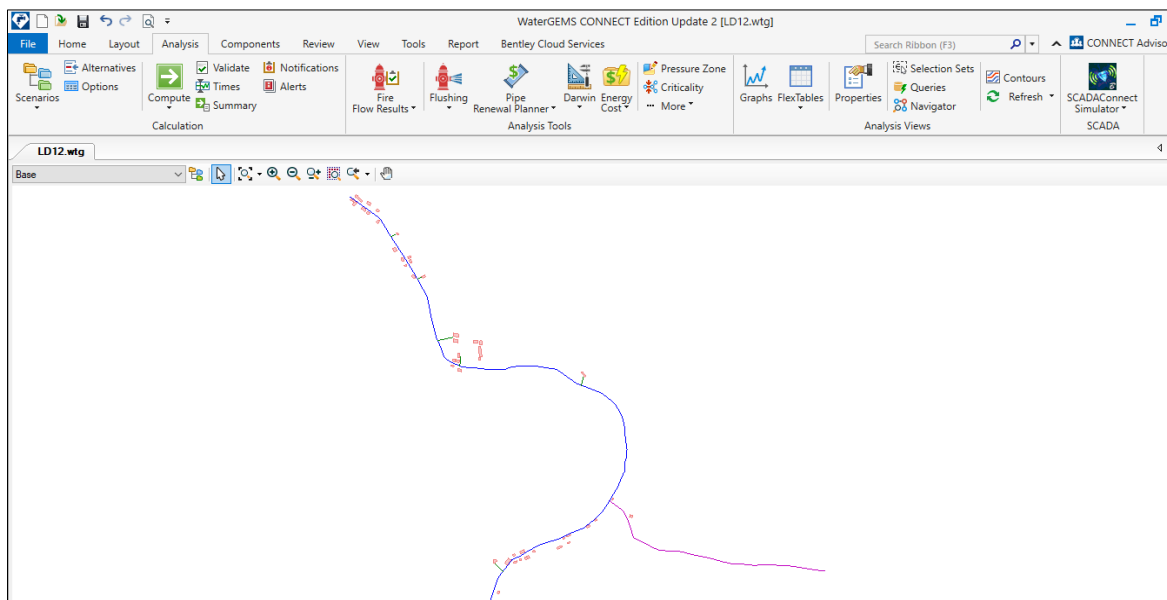 WaterGEMS CONNECT Edition Update 2 [LD12.wtg]
File Home Layout Analysis Components Review View Tools Report Bentley Cloud Services Search Ribbon (F3) CONNECT Adviso
Scenarios
Alternatives
Options
Compute
Validate
Times
Summary
Notifications
Alerts
Calculation
Fire
Flow Results
Flushing
Pipe
Renewal Planner
Darwin
Energy
Cost
Pressure Zone
Criticality
More
Analysis Tools
Graphs
FlexTables
Properties
Selection Sets
Queries
Navigator
Contours
Refresh
Analysis Views
SCADAConnect
Simulator
SCADA
LD12.wtg
Base